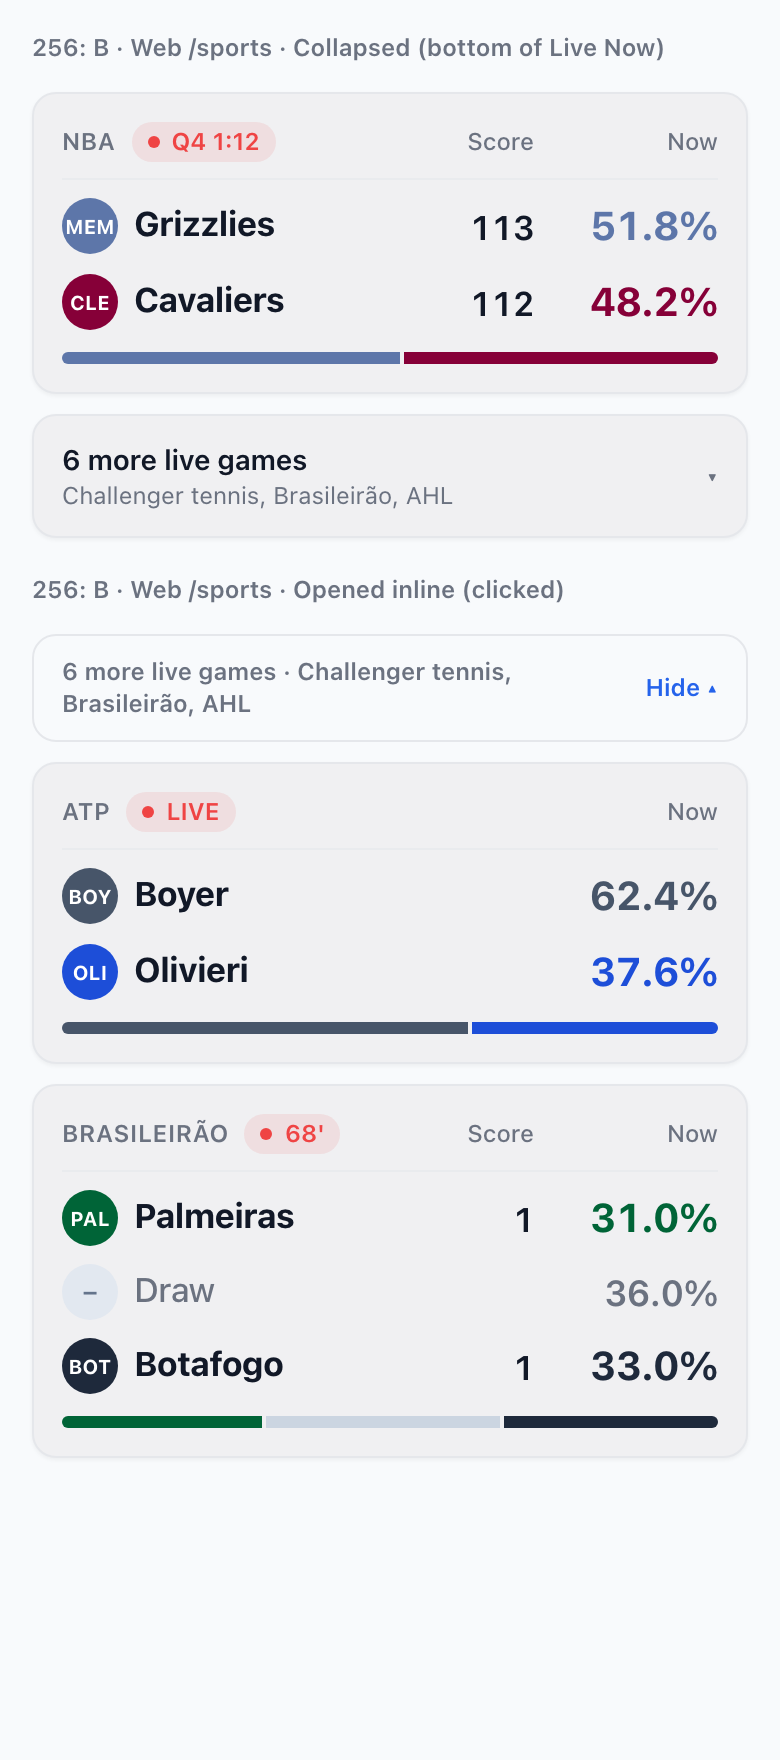 256: B · Web /sports · Collapsed (bottom of Live Now)
NBA ● Q4 1:12 Score Now
MEM Grizzlies 113 51.8%
CLE Cavaliers 112 48.2%
6 more live games ▾
Challenger tennis, Brasileirão, AHL
256: B · Web /sports · Opened inline (clicked)
6 more live games · Challenger tennis,
Brasileirão, AHL
Hide ▴
ATP ● LIVE Now
BOY Boyer 62.4%
OLI Olivieri 37.6%
BRASILEIRÃO ● 68' Score Now
PAL Palmeiras 1 31.0%
– Draw 36.0%
BOT Botafogo 1 33.0%